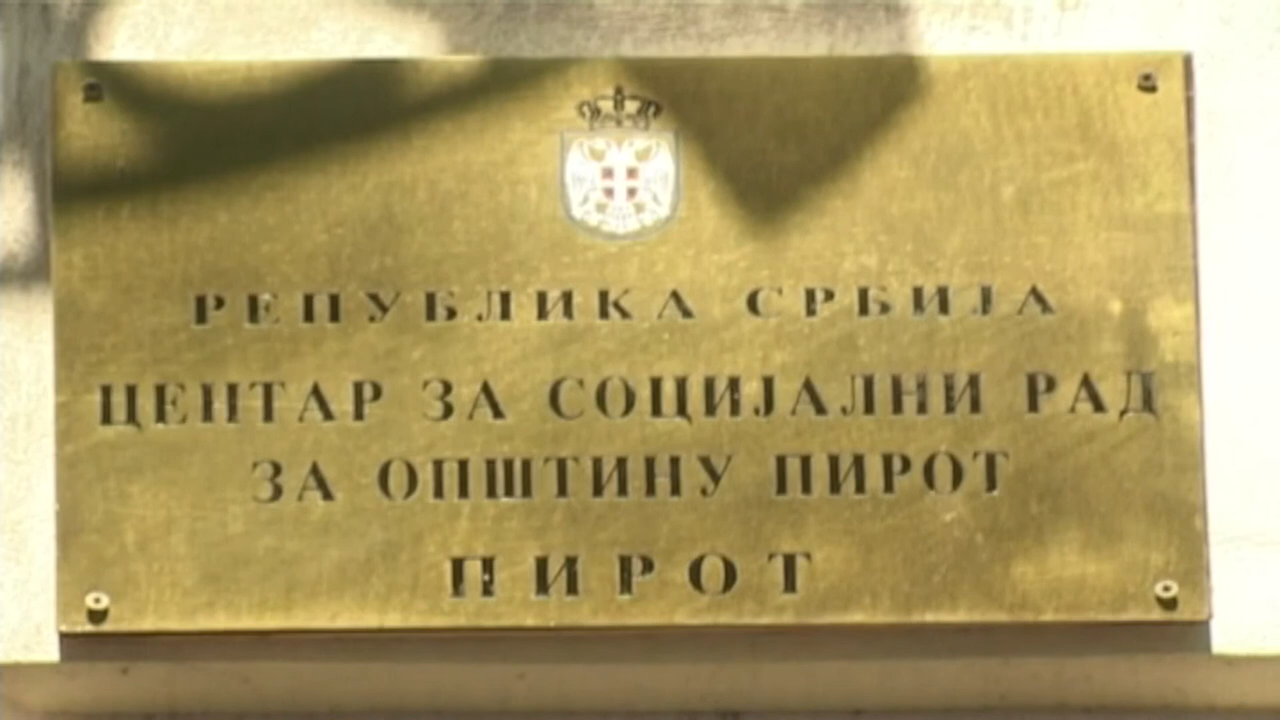 РЕПУБЛИКА СРБИЈА
ЦЕНТАР ЗА СОЦИЈАЛНИ РАД
ЗА ОПШТИНУ ПИРОТ
ПИРОТ